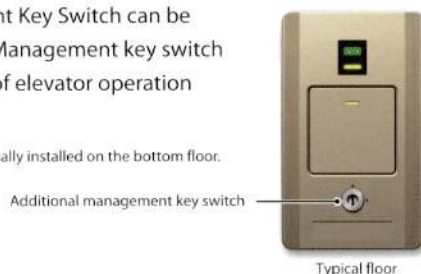 nt Key Switch can be
Management key switch
of elevator operation
ally installed on the bottom floor.
Additional management key switch
Typical floor